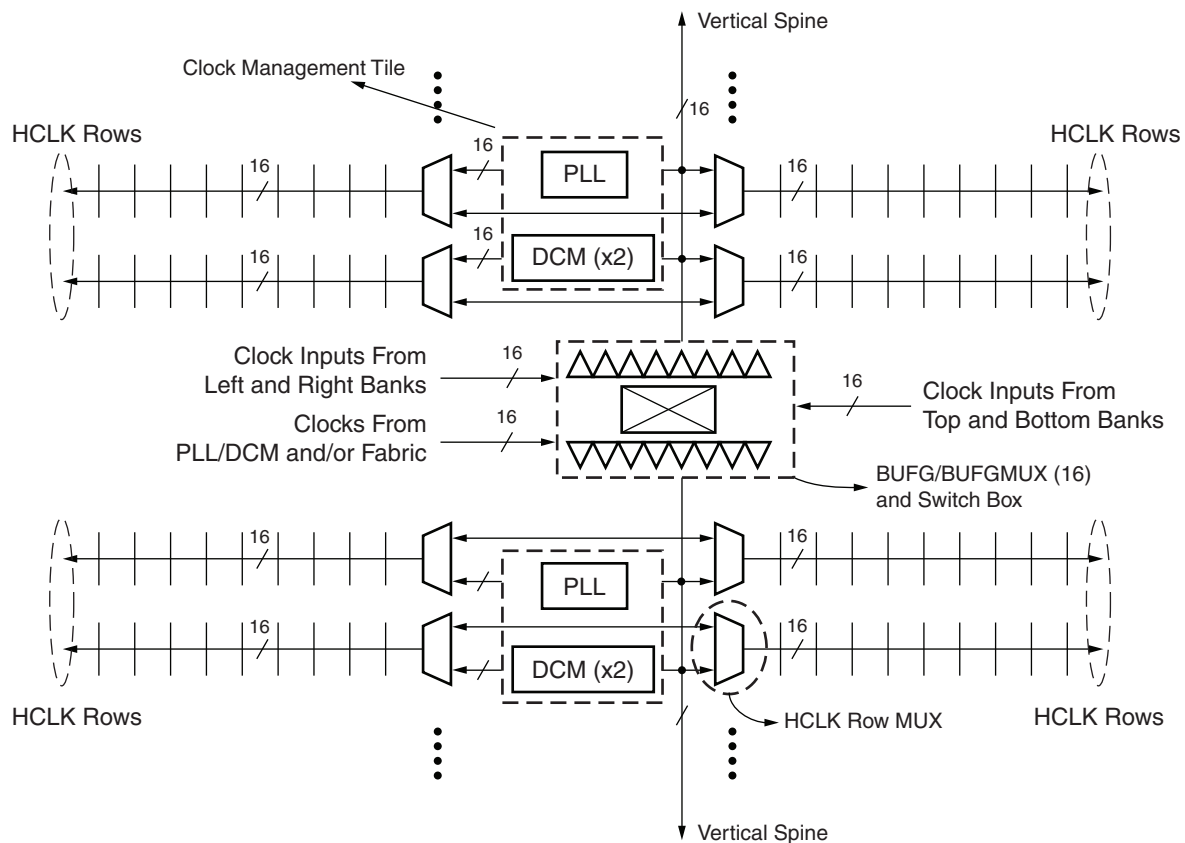 Vertical Spine
Clock Management Tile
16
HCLK Rows
HCLK Rows
16
PLL
16
16
16
DCM (x2)
16
16
Clock Inputs From
Left and Right Banks
16
16
Clock Inputs From
Top and Bottom Banks
Clocks From
PLL/DCM and/or Fabric
16
BUFG/BUFGMUX (16)
and Switch Box
16
16
PLL
16
16
DCM (x2)
HCLK Rows
HCLK Rows
HCLK Row MUX
Vertical Spine